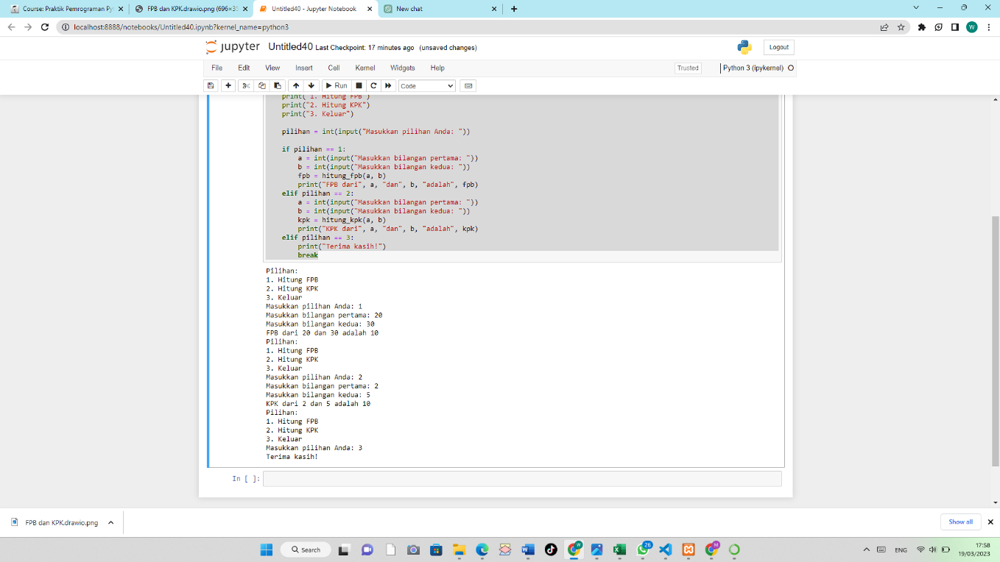 Course: Praktik Pemrograman Py
FPB dan KPK.drawio.png (696×35
Untitled40 - Jupyter Notebook
New chat
localhost:8888/notebooks/Untitled40.ipynb?kernel_name=python3
W
jupyter Untitled40 Last Checkpoint: 17 minutes ago (unsaved changes)
Logout
File Edit View Insert Cell Kernel Widgets Help
Trusted
Python 3 (ipykernel)
Run
Code
print("1. Hitung FPB")
print("2. Hitung KPK")
print("3. Keluar")
pilihan = int(input("Masukkan pilihan Anda: "))
if pilihan == 1:
a = int(input("Masukkan bilangan pertama: "))
b = int(input("Masukkan bilangan kedua: "))
fpb = hitung_fpb(a, b)
print("FPB dari", a, "dan", b, "adalah", fpb)
elif pilihan == 2:
a = int(input("Masukkan bilangan pertama: "))
b = int(input("Masukkan bilangan kedua: "))
kpk = hitung_kpk(a, b)
print("KPK dari", a, "dan", b, "adalah", kpk)
elif pilihan == 3:
print("Terima kasih!")
break
Pilihan:
1. Hitung FPB
2. Hitung KPK
3. Keluar
Masukkan pilihan Anda: 1
Masukkan bilangan pertama: 20
Masukkan bilangan kedua: 30
FPB dari 20 dan 30 adalah 10
Pilihan:
1. Hitung FPB
2. Hitung KPK
3. Keluar
Masukkan pilihan Anda: 2
Masukkan bilangan pertama: 2
Masukkan bilangan kedua: 5
KPK dari 2 dan 5 adalah 10
Pilihan:
1. Hitung FPB
2. Hitung KPK
3. Keluar
Masukkan pilihan Anda: 3
Terima kasih!
In [ ]:
FPB dan KPK.drawio.png
Show all
Search
26
ENG
17:58
19/03/2023